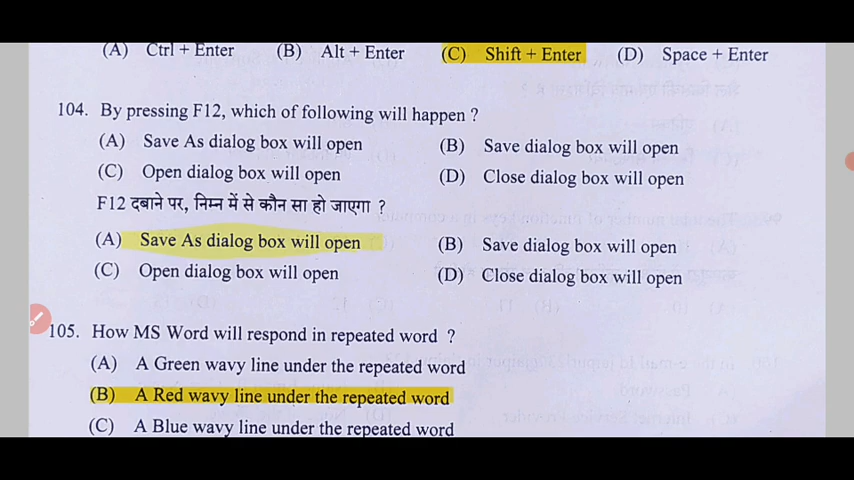 (A) Ctrl + Enter (B) Alt + Enter (C) Shift + Enter (D) Space + Enter
104. By pressing F12, which of following will happen ?
(A) Save As dialog box will open (B) Save dialog box will open
(C) Open dialog box will open (D) Close dialog box will open
F12 दबाने पर, निम्न में से कौन सा हो जाएगा ?
(A) Save As dialog box will open (B) Save dialog box will open
(C) Open dialog box will open (D) Close dialog box will open
105. How MS Word will respond in repeated word ?
(A) A Green wavy line under the repeated word
(B) A Red wavy line under the repeated word
(C) A Blue wavy line under the repeated word